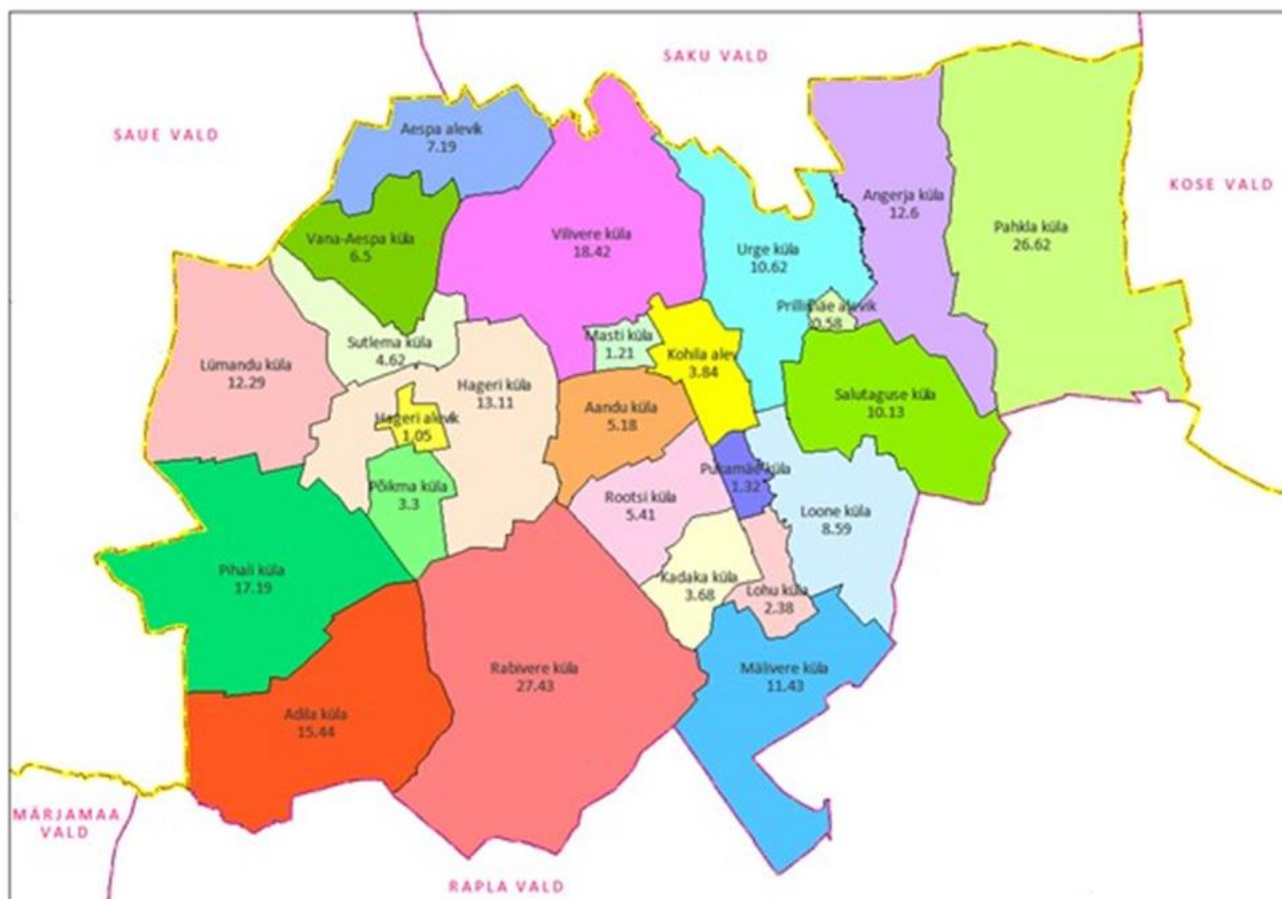 SAKU VALD
SAUE VALD
KOSE VALD
Aespa alevik
7.19
Vana-Aespa küla
6.5
Vilivere küla
18.42
Urge küla
10.62
Angerja küla
12.6
Pahkla küla
26.62
Prillimäe alevik
0.58
Sutlema küla
4.62
Masti küla
1.21
Kohila alev
3.84
Lümandu küla
12.29
Hageri küla
13.11
Salutaguse küla
10.13
Hageri alevik
1.05
Aandu küla
5.18
Põikma küla
3.3
Pukamäe küla
1.32
Rootsi küla
5.41
Loone küla
8.59
Pihali küla
17.19
Kadaka küla
3.68
Lohu küla
2.38
Rabivere küla
27.43
Mälivere küla
11.43
Adila küla
15.44
MÄRJAMAA
VALD
RAPLA VALD